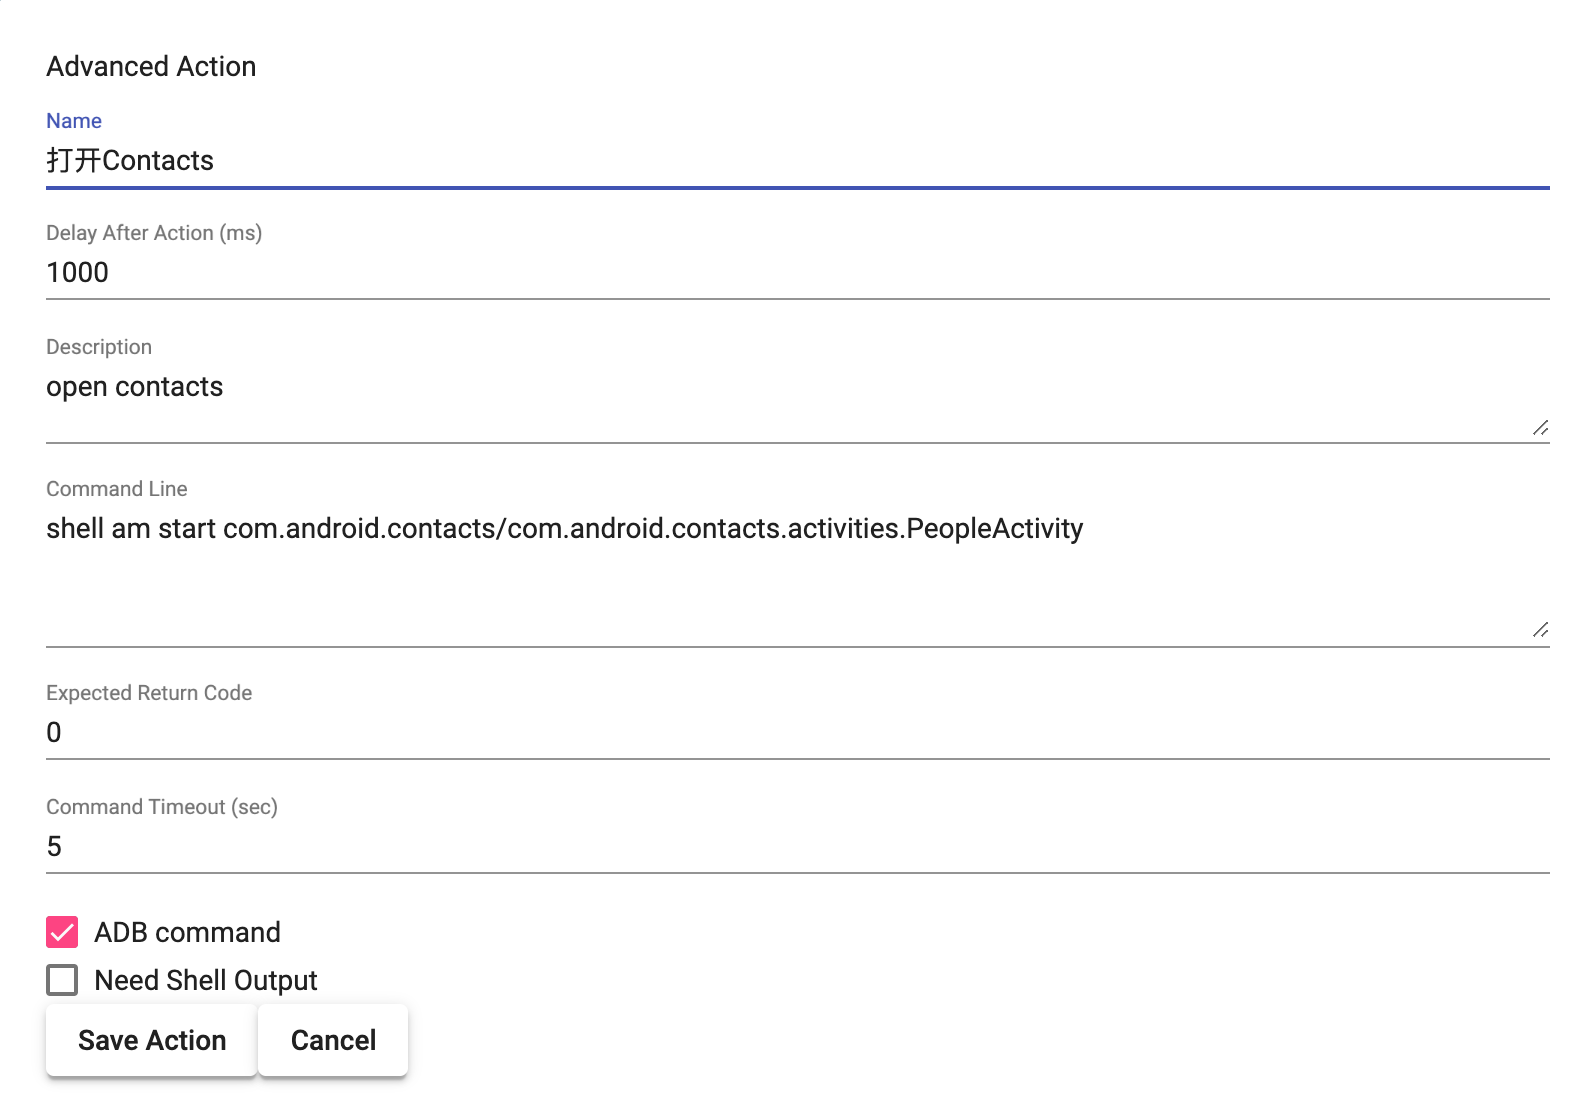 Advanced Action
Name
打开Contacts
Delay After Action (ms)
1000
Description
open contacts
Command Line
shell am start com.android.contacts/com.android.contacts.activities.PeopleActivity
Expected Return Code
0
Command Timeout (sec)
5
ADB command
Need Shell Output
Save Action Cancel